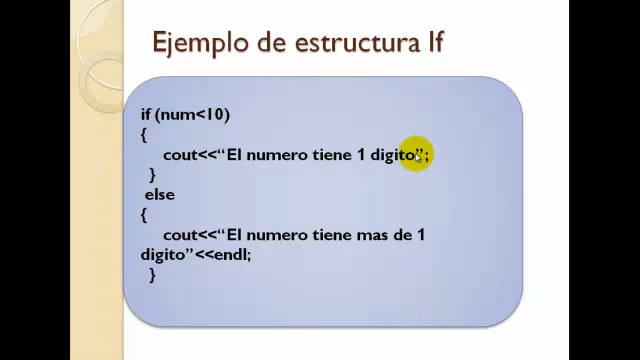 Ejemplo de estructura If
if (num<10)
{
cout<<“El numero tiene 1 digito”;
}
else
{
cout<<“El numero tiene mas de 1
digito”<<endl;
}